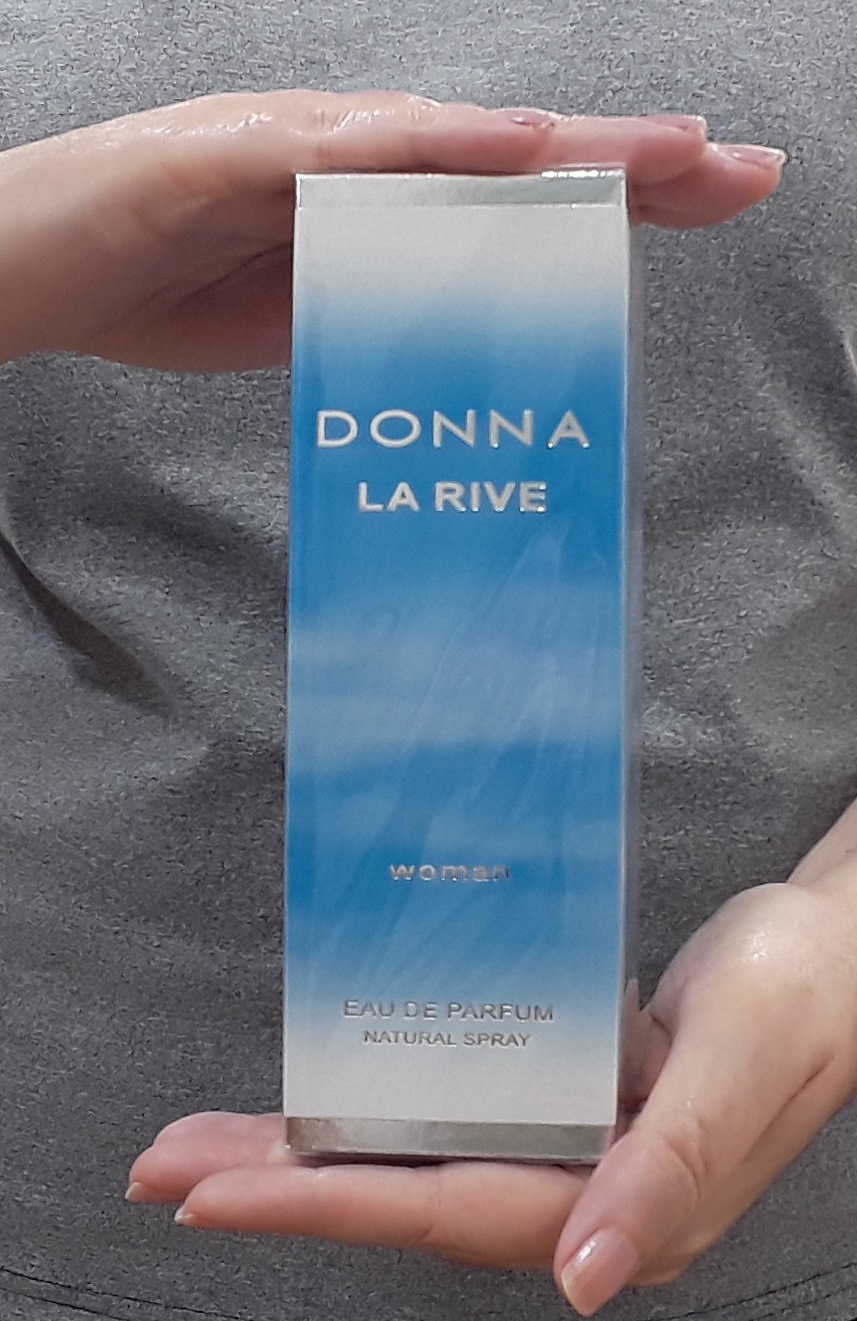 DONNA
LA RIVE
woman
EAU DE PARFUM
NATURAL SPRAY